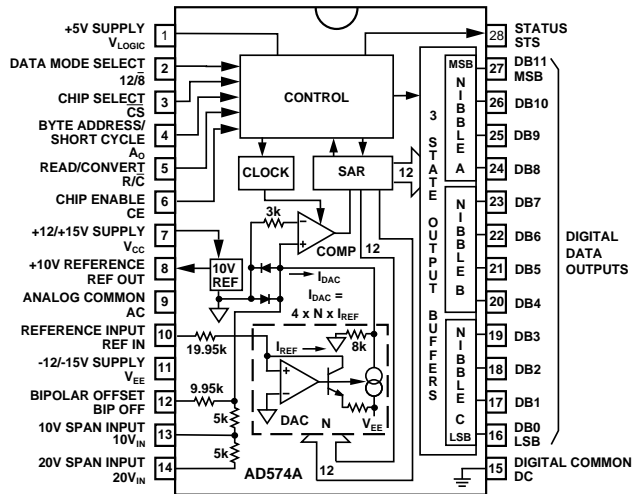 +5V SUPPLY
VLOGIC
1
DATA MODE SELECT
12/8̅
2
CHIP SELECT
C̅S̅
3
BYTE ADDRESS/
SHORT CYCLE
AO
4
READ/CONVERT
R/C̅
5
CHIP ENABLE
CE
6
+12/+15V SUPPLY
VCC
7
+10V REFERENCE
REF OUT
8
ANALOG COMMON
AC
9
REFERENCE INPUT
REF IN
10
-12/-15V SUPPLY
VEE
11
BIPOLAR OFFSET
BIP OFF
12
10V SPAN INPUT
10VIN
13
20V SPAN INPUT
20VIN
14
CONTROL
CLOCK
SAR
12
3k
COMP
12
10V
REF
IDAC
IDAC =
4 x N x IREF
19.95k
IREF
8k
9.95k
5k
5k
DAC
N
VEE
12
AD574A
3 STATE OUTPUT BUFFERS
MSB
NIBBLE A
NIBBLE B
NIBBLE C
LSB
28
STATUS
STS
27
DB11
MSB
26
DB10
25
DB9
24
DB8
23
DB7
22
DB6
21
DB5
20
DB4
19
DB3
18
DB2
17
DB1
16
DB0
LSB
15
DIGITAL COMMON
DC
DIGITAL
DATA
OUTPUTS